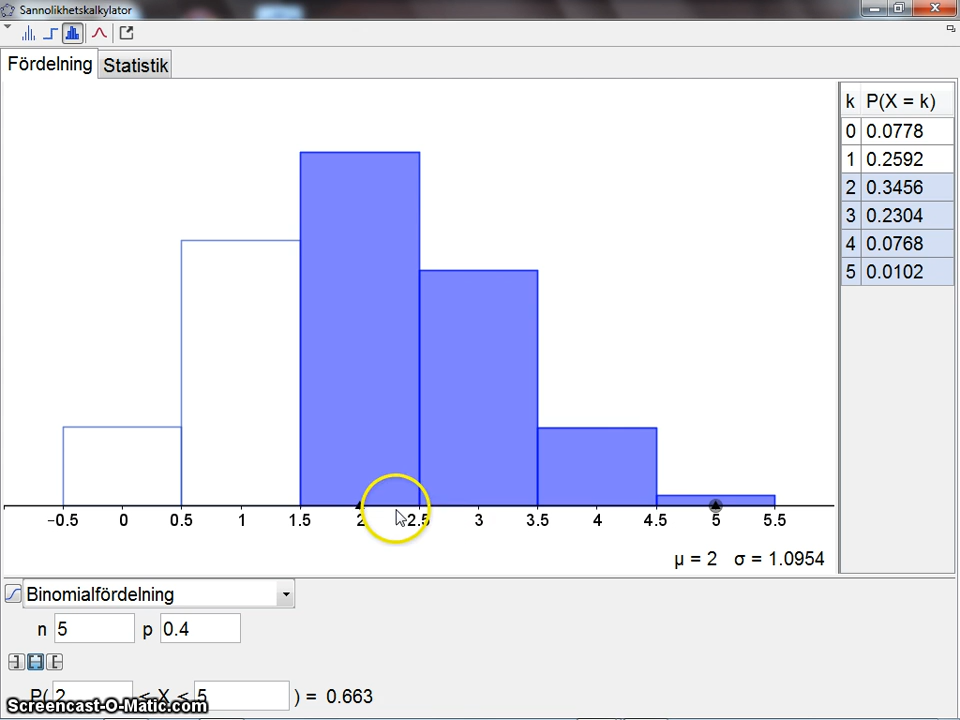 Sannolikhetskalkylator
Fördelning Statistik
k P(X = k)
0 0.0778
1 0.2592
2 0.3456
3 0.2304
4 0.0768
5 0.0102
−0.5 0 0.5 1 1.5 2 2.5 3 3.5 4 4.5 5 5.5
μ = 2 σ = 1.0954
Binomialfördelning
n 5 p 0.4
P( 2 ≤ X ≤ 5 ) = 0.663
Screencast-O-Matic.com